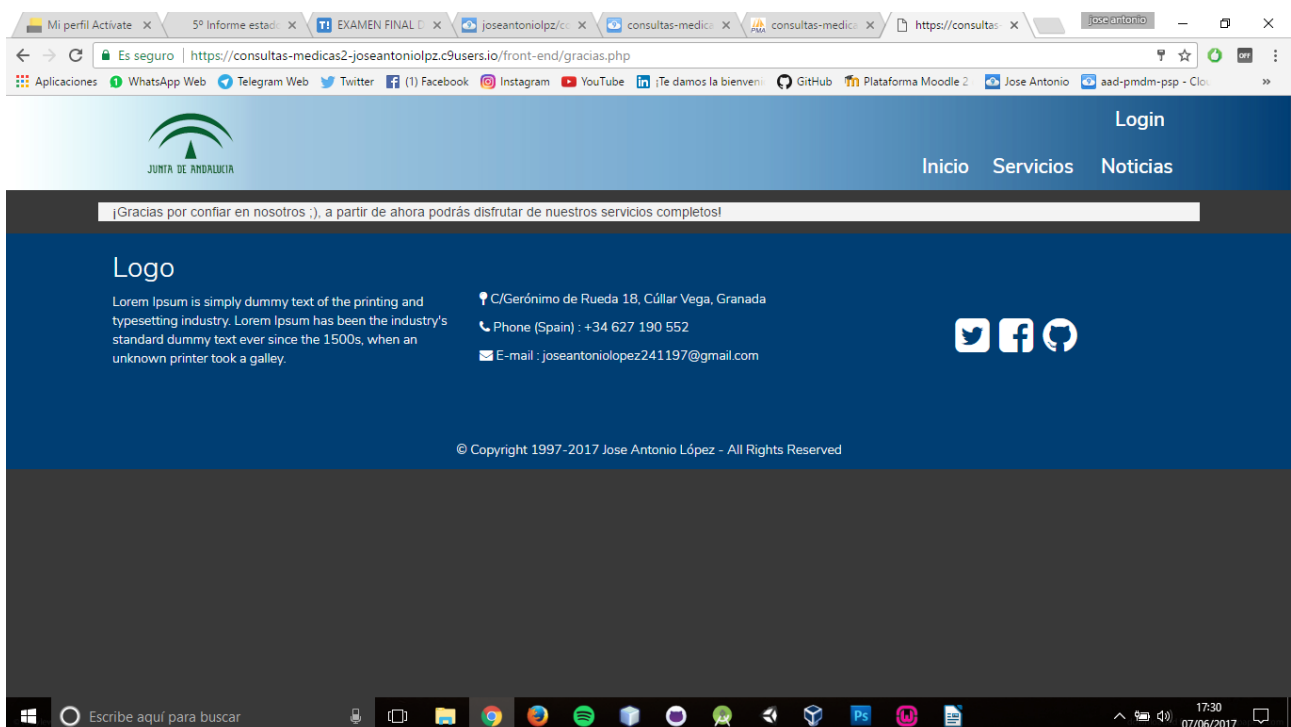 Mi perfil Actívate
5º Informe estado
EXAMEN FINAL D
joseantoniolpz/co
consultas-medica
consultas-medica
https://consultas-
jose antonio
Es seguro
https://consultas-medicas2-joseantoniolpz.c9users.io/front-end/gracias.php
OFF
Aplicaciones
WhatsApp Web
Telegram Web
Twitter
(1) Facebook
Instagram
YouTube
¡Te damos la bienveni
GitHub
Plataforma Moodle 2
Jose Antonio
aad-pmdm-psp - Clou
JUNTA DE ANDALUCIA
Login
Inicio Servicios Noticias
¡Gracias por confiar en nosotros ;), a partir de ahora podrás disfrutar de nuestros servicios completos!
Logo
Lorem Ipsum is simply dummy text of the printing and
typesetting industry. Lorem Ipsum has been the industry's
standard dummy text ever since the 1500s, when an
unknown printer took a galley.
C/Gerónimo de Rueda 18, Cúllar Vega, Granada
Phone (Spain) : +34 627 190 552
E-mail : joseantoniolopez241197@gmail.com
© Copyright 1997-2017 Jose Antonio López - All Rights Reserved
Escribe aquí para buscar
Ps
17:30
07/06/2017